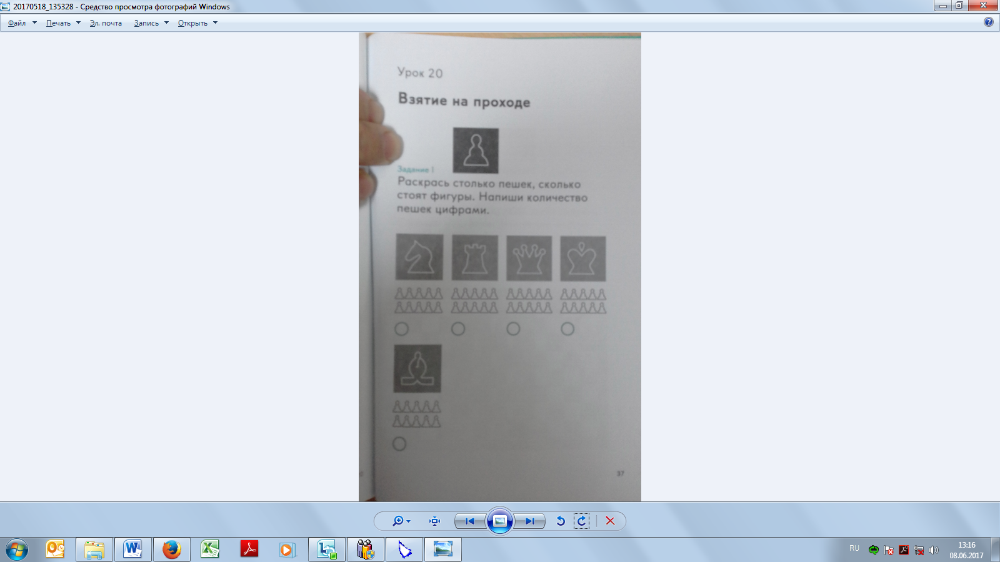 20170518_135328 - Средство просмотра фотографий Windows
Файл Печать Эл. почта Запись Открыть
Урок 20
Взятие на проходе
Задание 1
Раскрась столько пешек, сколько
стоят фигуры. Напиши количество
пешек цифрами.
37
RU
13:16
08.06.2017